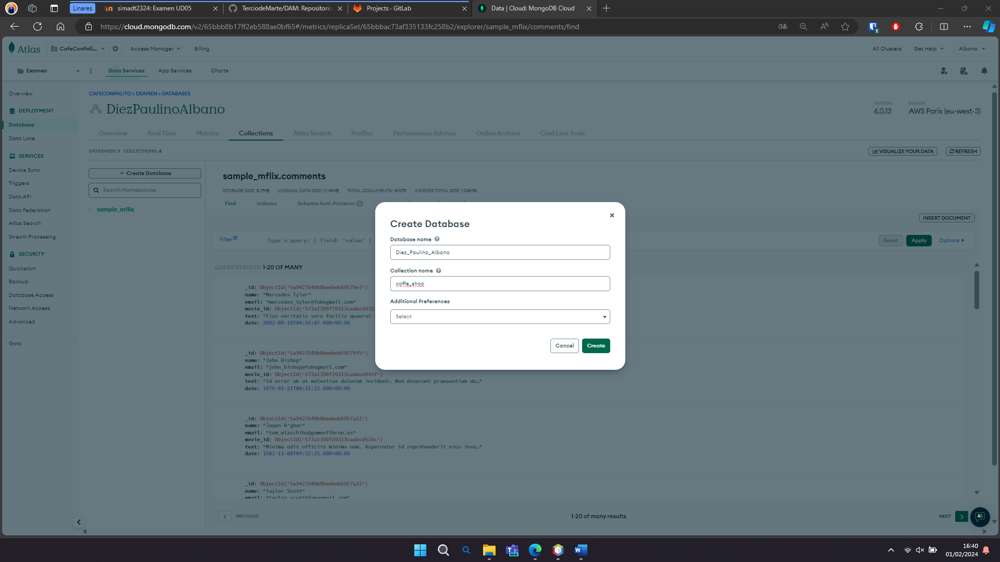 Linares
simadt2324: Examen UD05
TerciodeMarte/DAM: Repositorio
Projects · GitLab
Data | Cloud: MongoDB Cloud
https://cloud.mongodb.com/v2/65bbb8b17ff2eb588ae0bf65#/metrics/replicaSet/65bbbac73af335133fc258b2/explorer/sample_mflix/comments/find
Atlas
CafeConPali...
Access Manager
Billing
All Clusters
Get Help
Albano
Examen
Data Services
App Services
Charts
Overview
DEPLOYMENT
Database
Data Lake
SERVICES
Device Sync
Triggers
Data API
Data Federation
Atlas Search
Stream Processing
SECURITY
Quickstart
Backup
Database Access
Network Access
Advanced
Goto
CAFECONPALITO > EXAMEN > DATABASES
DiezPaulinoAlbano
VERSION
6.0.13
REGION
AWS Paris (eu-west-3)
Overview
Real Time
Metrics
Collections
Atlas Search
Profiler
Performance Advisor
Online Archive
Cmd Line Tools
DATABASES: 1 COLLECTIONS: 6
VISUALIZE YOUR DATA
REFRESH
+ Create Database
Search Namespaces
sample_mflix
sample_mflix.comments
STORAGE SIZE: 5.7MB LOGICAL DATA SIZE: 11.14MB TOTAL DOCUMENTS: 41079 INDEXES TOTAL SIZE: 1.06MB
Find
Indexes
Schema Anti-Patterns 0
INSERT DOCUMENT
Filter
Type a query: { field: 'value' }
Reset
Apply
Options
QUERY RESULTS: 1-20 OF MANY
_id: ObjectId('5a9427648b0beebeb69579e7')
name: "Mercedes Tyler"
email: "mercedes_tyler@fakegmail.com"
movie_id: ObjectId('573a1390f29313caabcd432
text: "Eius veritatis vero facilis quaerat
date: 2002-08-18T04:56:07.000+00:00
_id: ObjectId('5a9427648b0beebeb69579f5')
name: "John Bishop"
email: "john_bishop@fakegmail.com"
movie_id: ObjectId('573a1390f29313caabcd446f')
text: "Id error ab at molestias dolorum incidunt. Non deserunt praesentium do…"
date: 1975-01-21T00:31:22.000+00:00
_id: ObjectId('5a9427648b0beebeb6957a21')
name: "Jaqen H'ghar"
email: "tom_wlaschiha@gameofthron.es"
movie_id: ObjectId('573a1390f29313caabcd516c')
text: "Minima odit officiis minima nam. Aspernatur id reprehenderit eius inve…"
date: 1981-11-08T04:32:25.000+00:00
_id: ObjectId('5a9427648b0beebeb6957a22')
name: "Taylor Scott"
email: "taylor_scott@fakegmail.com"
Create Database
Database name
Diez_Paulino_Albano
Collection name
coffe_shop
Additional Preferences
Select
Cancel
Create
PREVIOUS
1-20 of many results
NEXT
16:40
01/02/2024